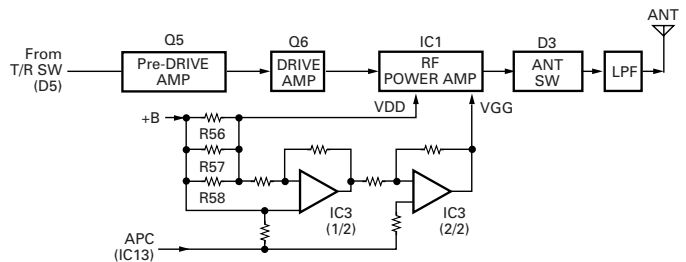 ANT
Q5
Q6
IC1
D3
From
T/R SW
(D5)
Pre-DRIVE
AMP
DRIVE
AMP
RF
POWER AMP
ANT
SW
LPF
VDD
VGG
+B
R56
R57
R58
IC3
(1/2)
IC3
(2/2)
APC
(IC13)